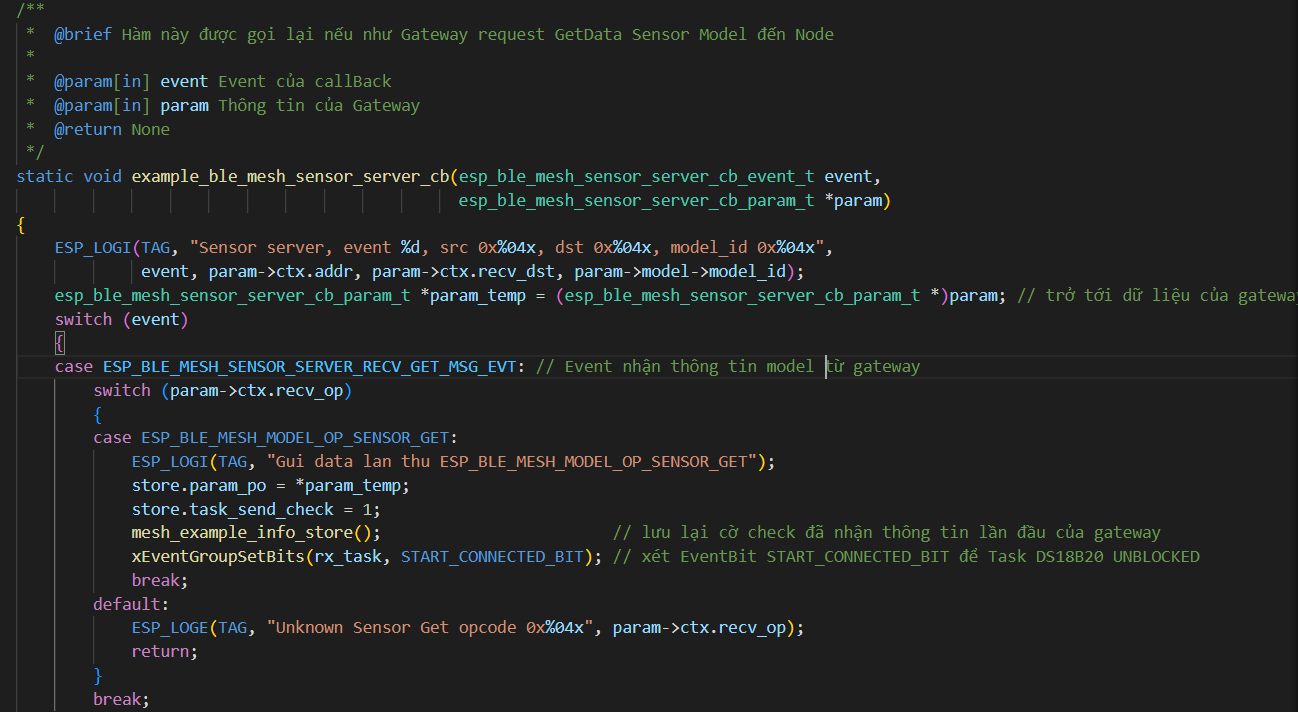 /**
 *  @brief Hàm này được gọi lại nếu như Gateway request GetData Sensor Model đến Node
 *
 *  @param[in] event Event của callBack
 *  @param[in] param Thông tin của Gateway
 *  @return None
 */
static void example_ble_mesh_sensor_server_cb(esp_ble_mesh_sensor_server_cb_event_t event,
                                              esp_ble_mesh_sensor_server_cb_param_t *param)
{
    ESP_LOGI(TAG, "Sensor server, event %d, src 0x%04x, dst 0x%04x, model_id 0x%04x",
             event, param->ctx.addr, param->ctx.recv_dst, param->model->model_id);
    esp_ble_mesh_sensor_server_cb_param_t *param_temp = (esp_ble_mesh_sensor_server_cb_param_t *)param; // trở tới dữ liệu của gateway
    switch (event)
    {
    case ESP_BLE_MESH_SENSOR_SERVER_RECV_GET_MSG_EVT: // Event nhận thông tin model từ gateway
        switch (param->ctx.recv_op)
        {
        case ESP_BLE_MESH_MODEL_OP_SENSOR_GET:
            ESP_LOGI(TAG, "Gui data lan thu ESP_BLE_MESH_MODEL_OP_SENSOR_GET");
            store.param_po = *param_temp;
            store.task_send_check = 1;
            mesh_example_info_store();                        // lưu lại cờ check đã nhận thông tin lần đầu của gateway
            xEventGroupSetBits(rx_task, START_CONNECTED_BIT); // xét EventBit START_CONNECTED_BIT để Task DS18B20 UNBLOCKED
            break;
        default:
            ESP_LOGE(TAG, "Unknown Sensor Get opcode 0x%04x", param->ctx.recv_op);
            return;
        }
        break;